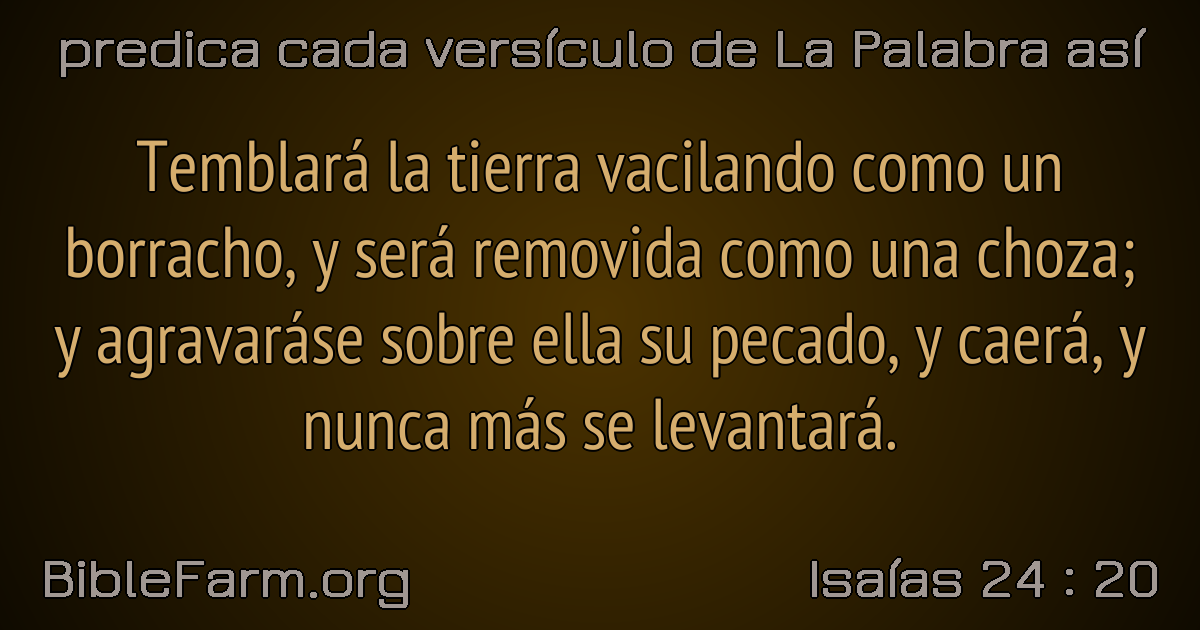 predica cada versículo de La Palabra así
Temblará la tierra vacilando como un
borracho, y será removida como una choza;
y agravaráse sobre ella su pecado, y caerá, y
nunca más se levantará.
BibleFarm.org
Isaías 24 : 20